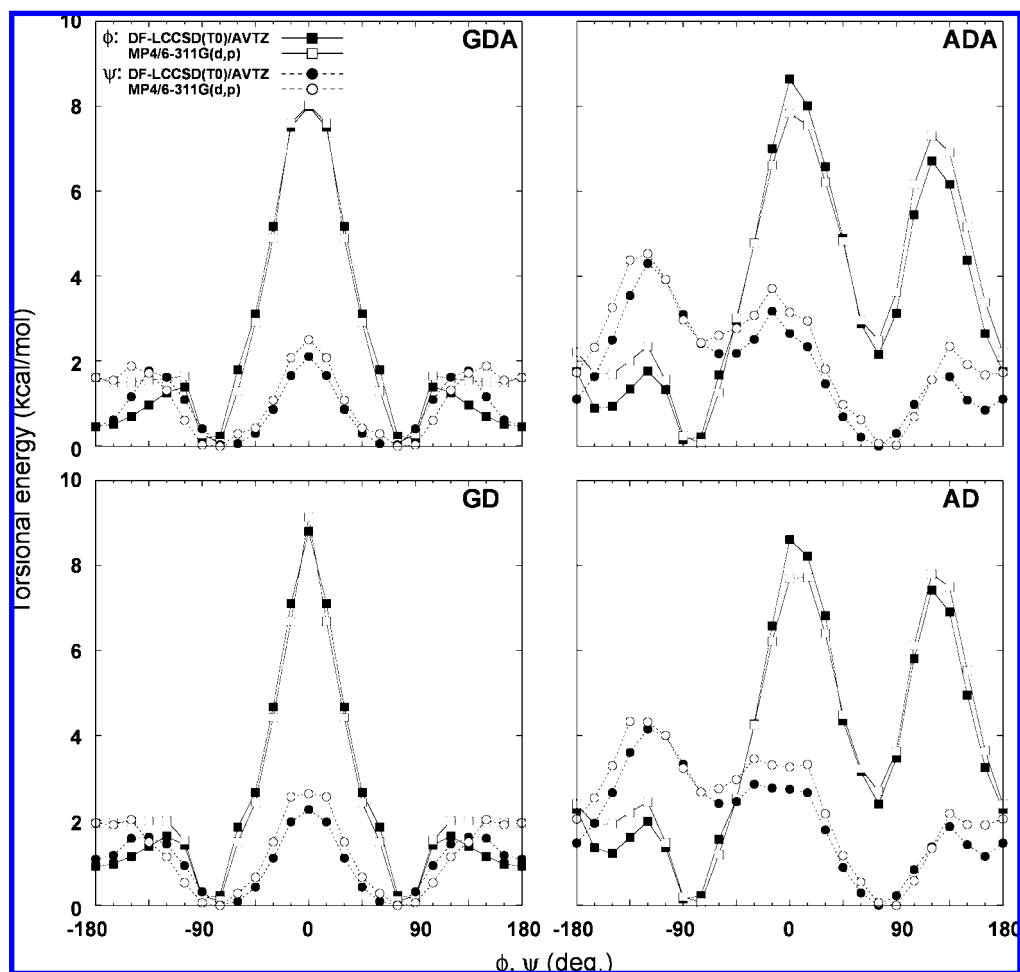 ϕ: DF-LCCSD(T0)/AVTZ
MP4/6-311G(d,p)
ψ: DF-LCCSD(T0)/AVTZ
MP4/6-311G(d,p)
GDA
ADA
10
8
6
4
2
0
Torsional energy (kcal/mol)
GD
AD
10
8
6
4
2
0
-180 -90 0 90 180
-180 -90 0 90 180
ϕ, ψ (deg.)